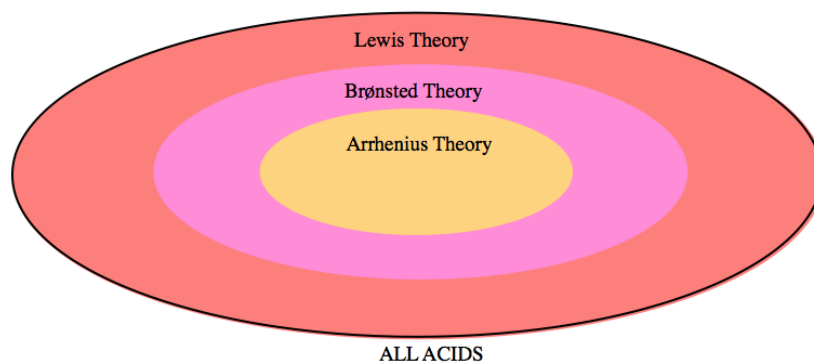 Lewis Theory
Brønsted Theory
Arrhenius Theory
ALL ACIDS